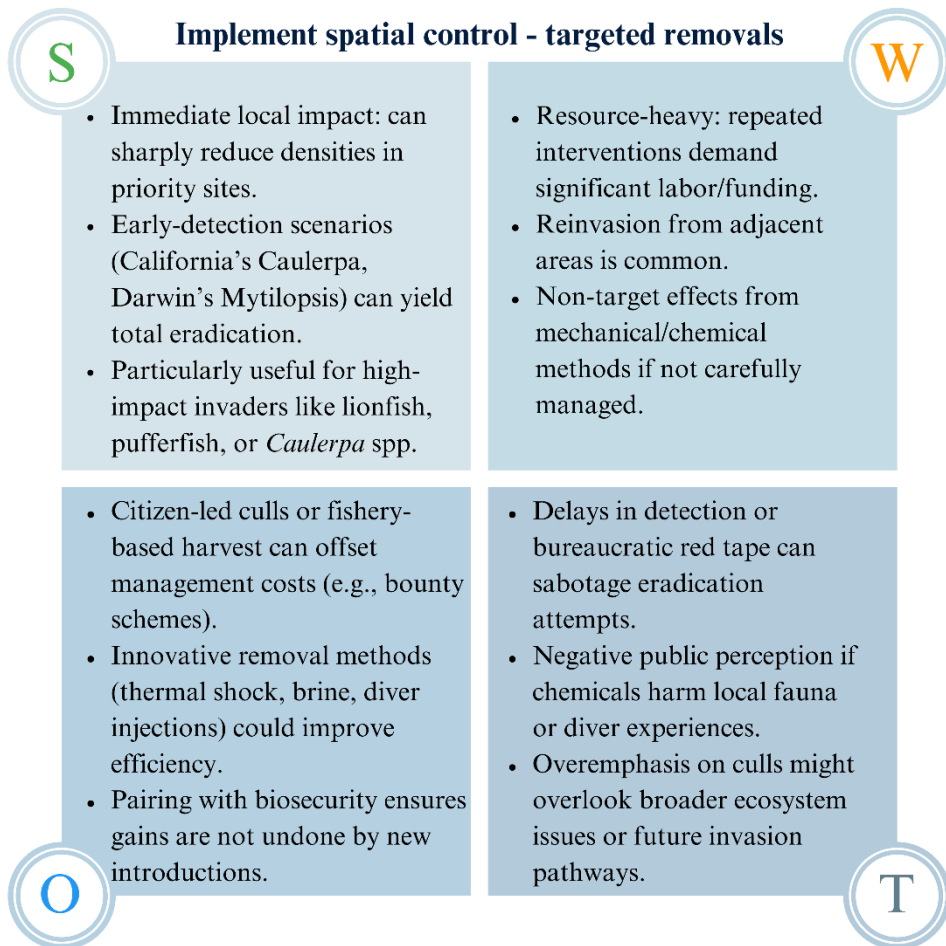 Implement spatial control - targeted removals
S
W
• Immediate local impact: can
sharply reduce densities in
priority sites.
• Early-detection scenarios
(California's Caulerpa,
Darwin's Mytilopsis) can yield
total eradication.
• Particularly useful for high-
impact invaders like lionfish,
pufferfish, or Caulerpa spp.
• Resource-heavy: repeated
interventions demand
significant labor/funding.
• Reinvasion from adjacent
areas is common.
• Non-target effects from
mechanical/chemical
methods if not carefully
managed.
• Citizen-led culls or fishery-
based harvest can offset
management costs (e.g., bounty
schemes).
• Innovative removal methods
(thermal shock, brine, diver
injections) could improve
efficiency.
• Pairing with biosecurity ensures
gains are not undone by new
introductions.
• Delays in detection or
bureaucratic red tape can
sabotage eradication
attempts.
• Negative public perception if
chemicals harm local fauna
or diver experiences.
• Overemphasis on culls might
overlook broader ecosystem
issues or future invasion
pathways.
O
T